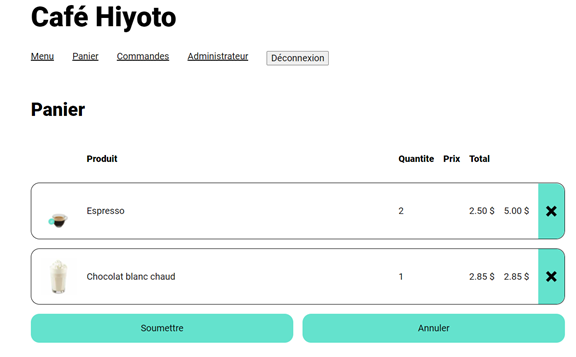 Café Hiyoto
Menu Panier Commandes Administrateur Déconnexion
Panier
Produit Quantite Prix Total
Espresso 2 2.50 $ 5.00 $
Chocolat blanc chaud 1 2.85 $ 2.85 $
Soumettre Annuler